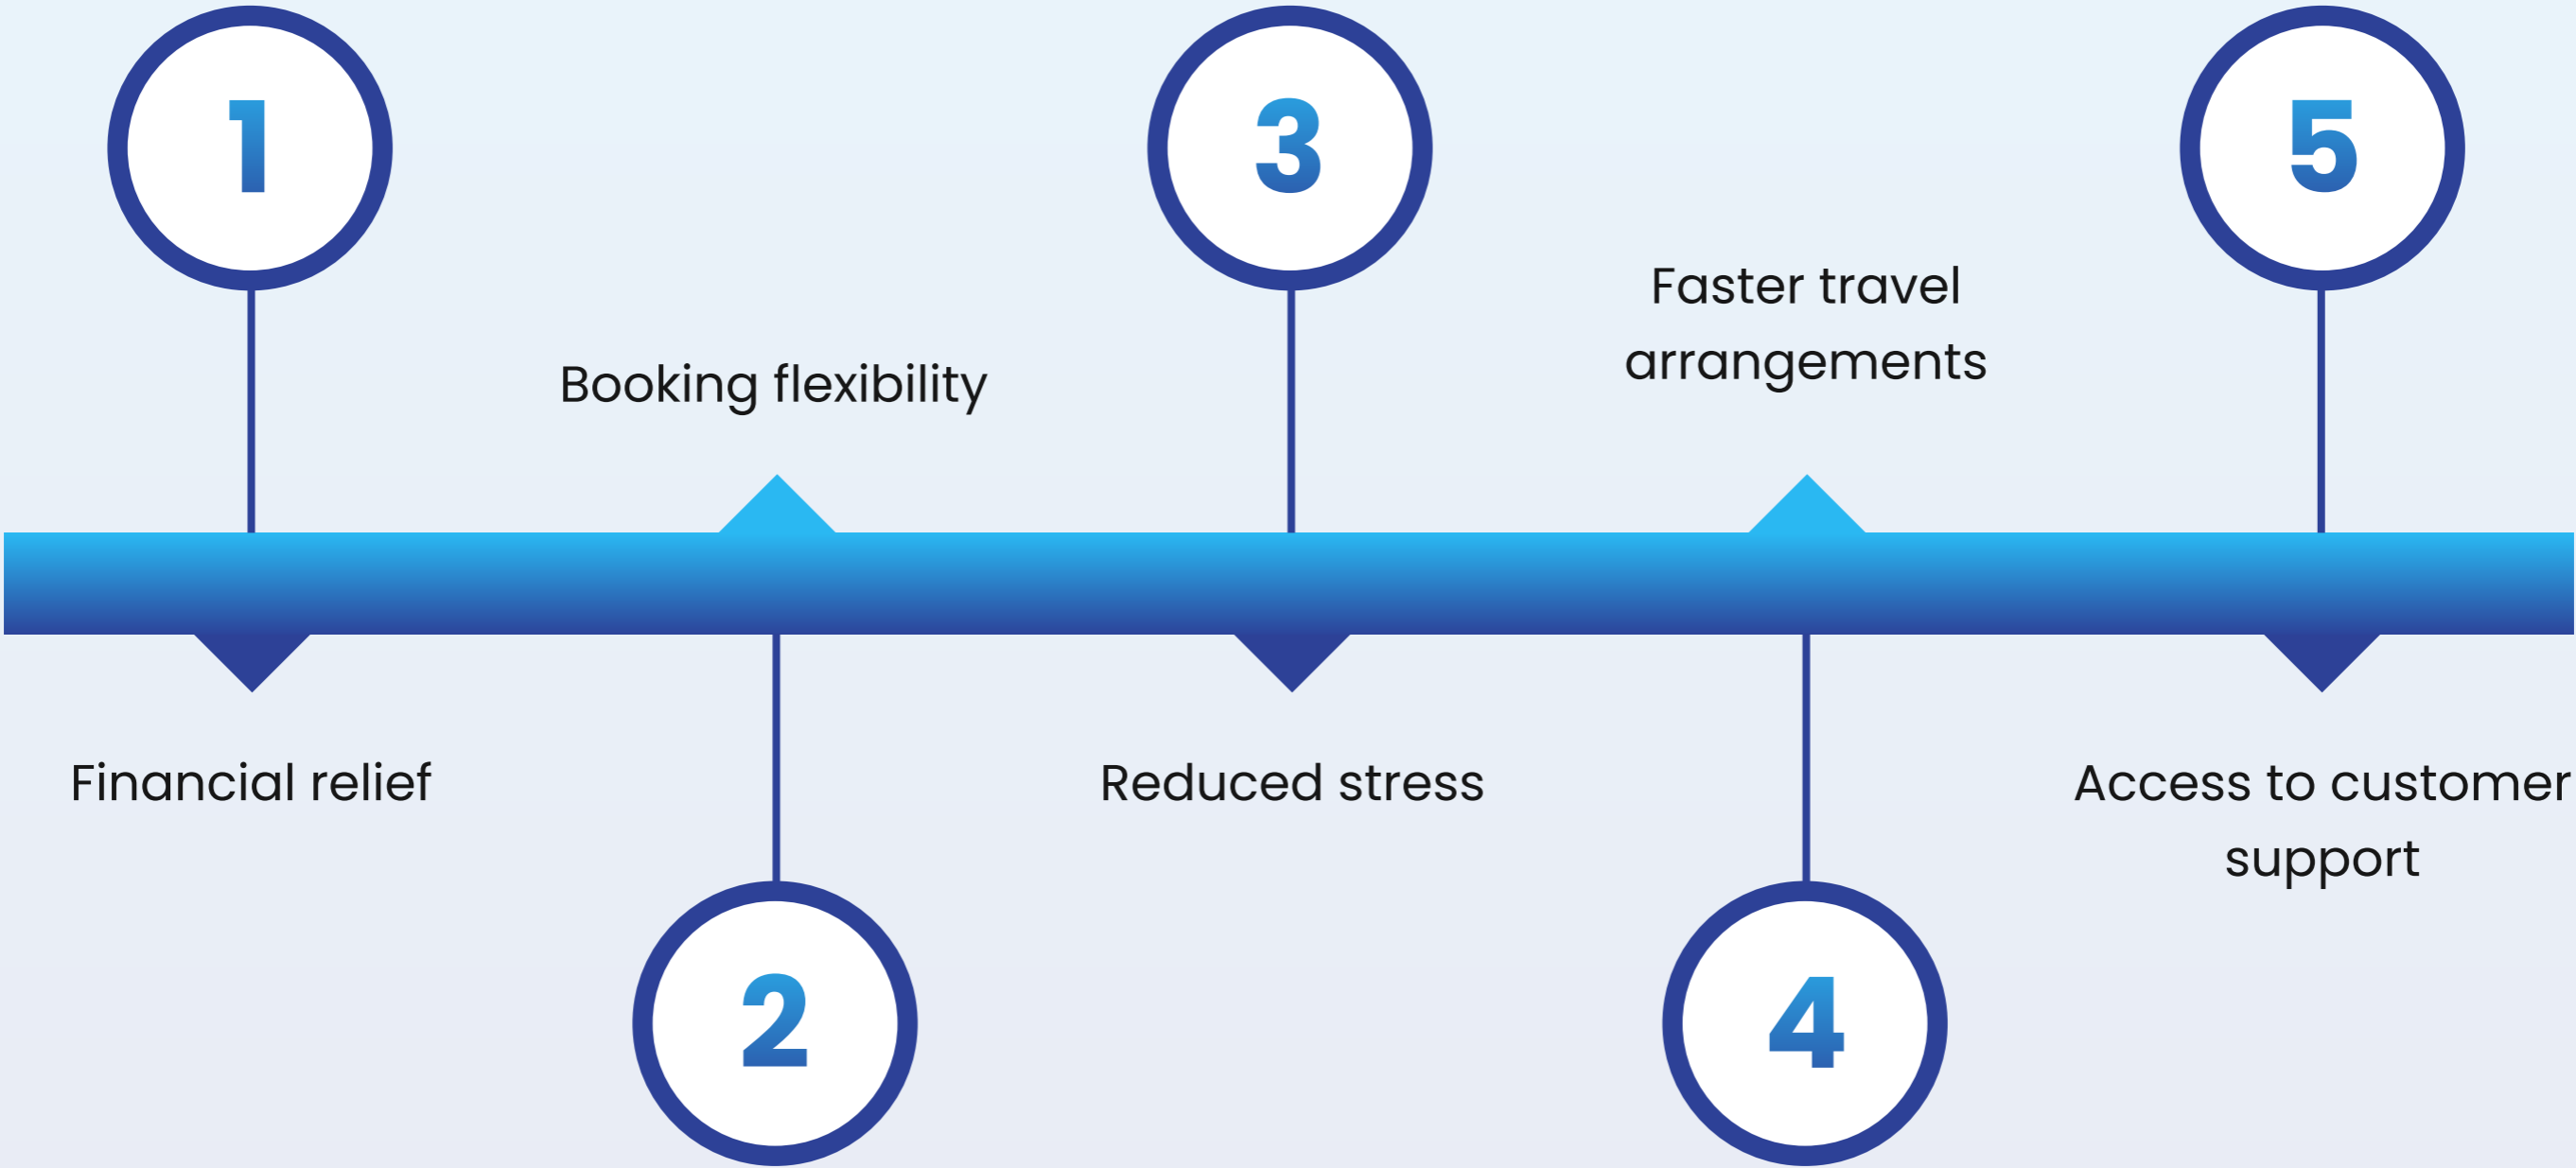 1
Financial relief
2
Booking flexibility
3
Reduced stress
4
Faster travel
arrangements
5
Access to customer
support